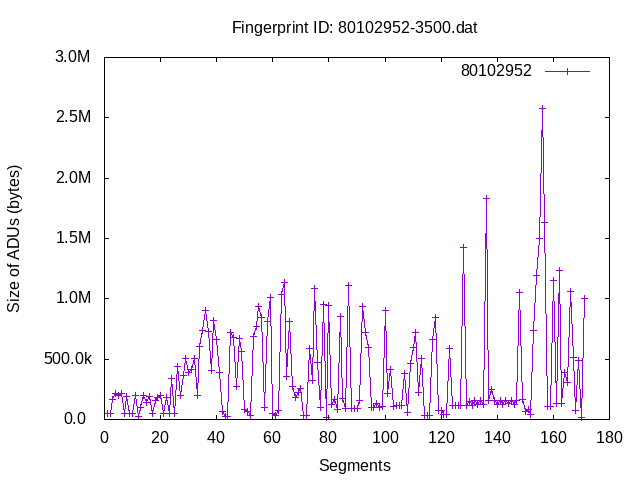 Fingerprint ID: 80102952-3500.dat
3.0M
80102952
2.5M
2.0M
1.5M
1.0M
500.0k
0.0
Size of ADUs (bytes)
0 20 40 60 80 100 120 140 160 180
Segments